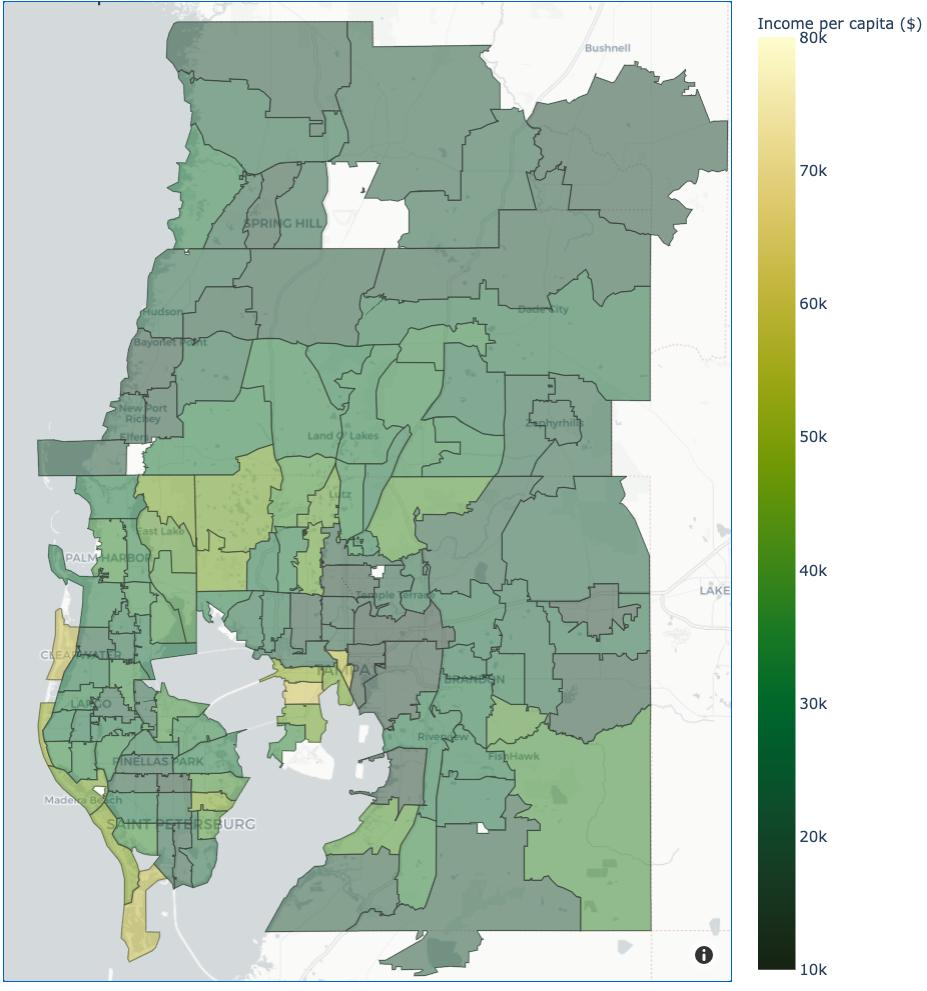 Income per capita ($)
80k
70k
60k
50k
40k
30k
20k
10k
Bushnell
SPRING HILL
Hudson
Dade City
Bayonet Point
New Port
Richey
Elfers
Zephyrhills
Land O' Lakes
Lutz
East Lake
PALM HARBOR
Temple Terrace
LAKE
CLEARWATER
TAMPA
BRANDON
LARGO
Riverview
FishHawk
PINELLAS PARK
Madeira Beach
SAINT PETERSBURG